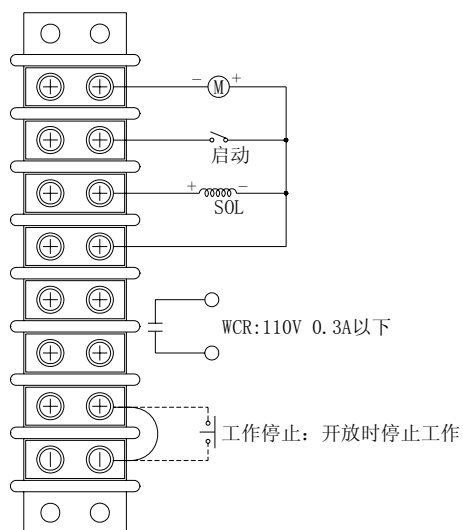 − M +
启动
+ −
SOL
WCR:110V 0.3A以下
工作停止：开放时停止工作